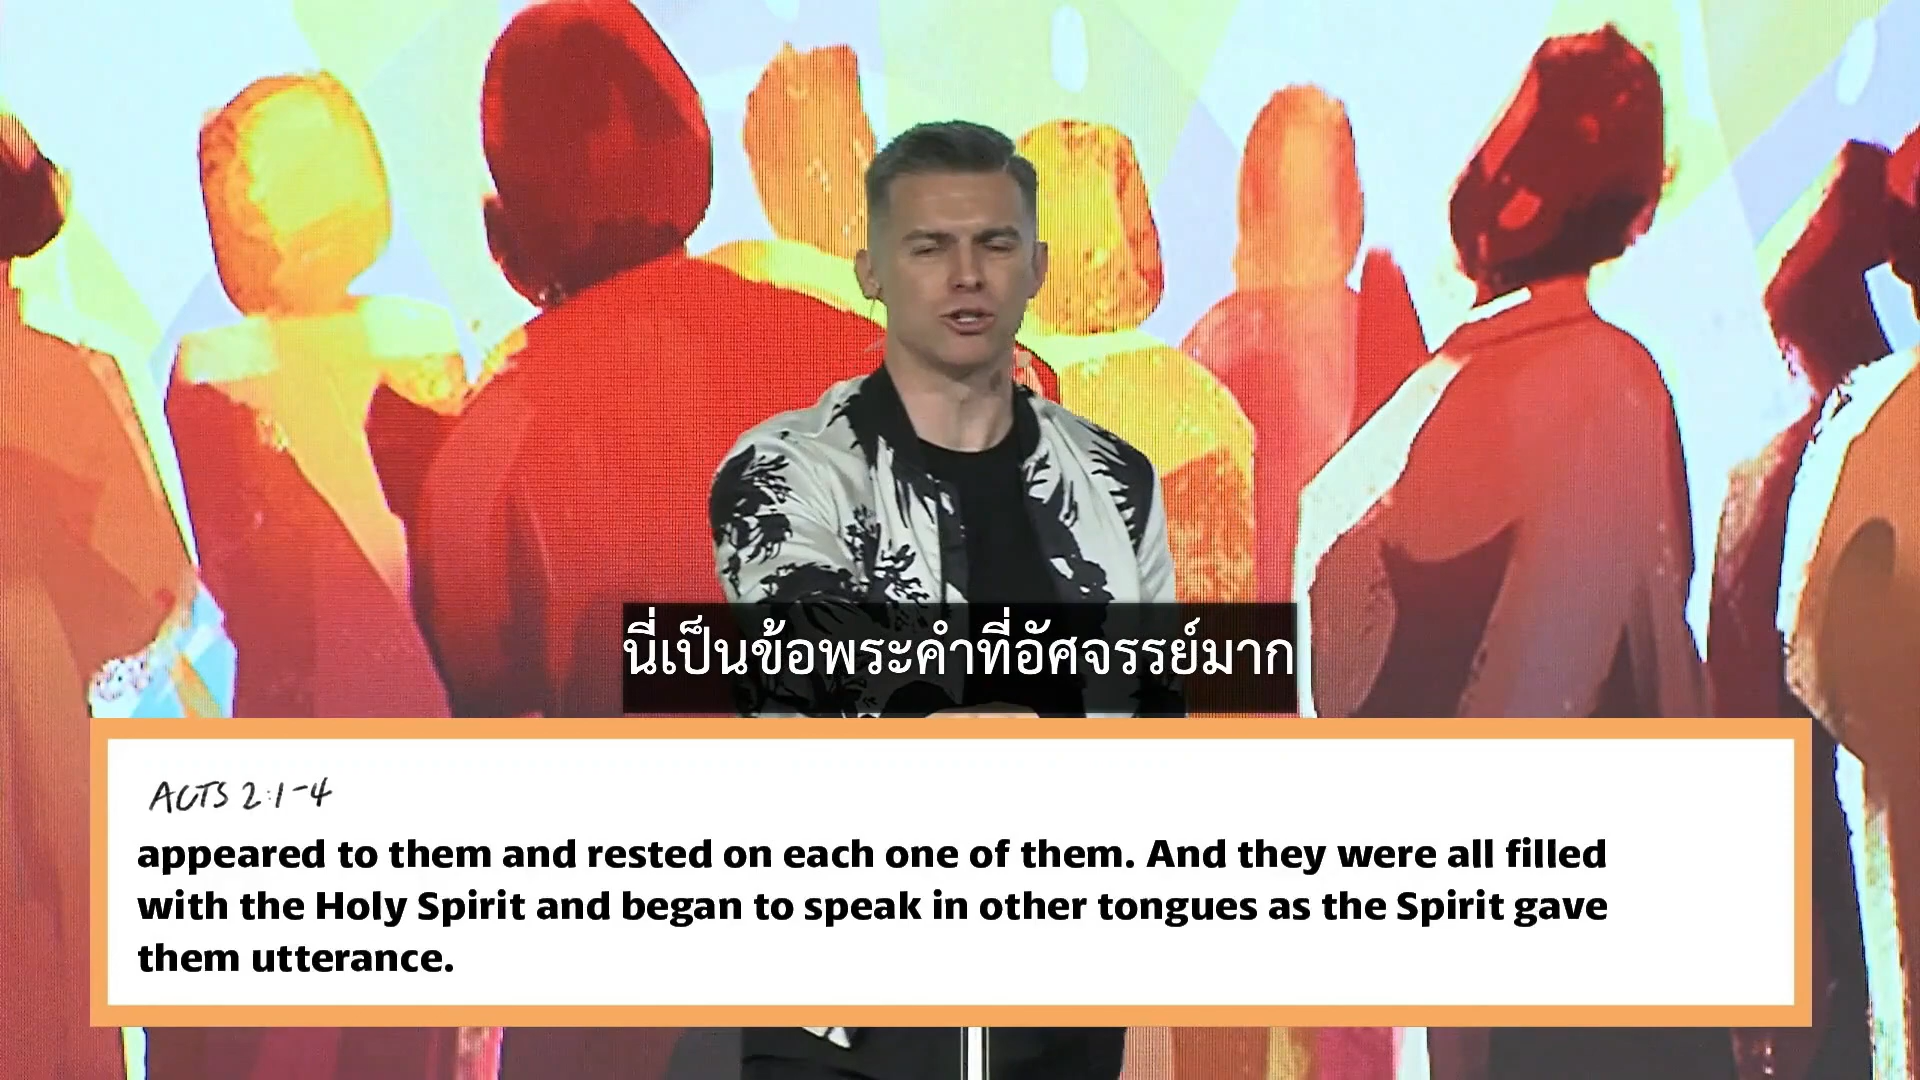 นี่เป็นข้อพระคำที่อัศจรรย์มาก
ACTS 2:1-4
appeared to them and rested on each one of them. And they were all filled
with the Holy Spirit and began to speak in other tongues as the Spirit gave
them utterance.